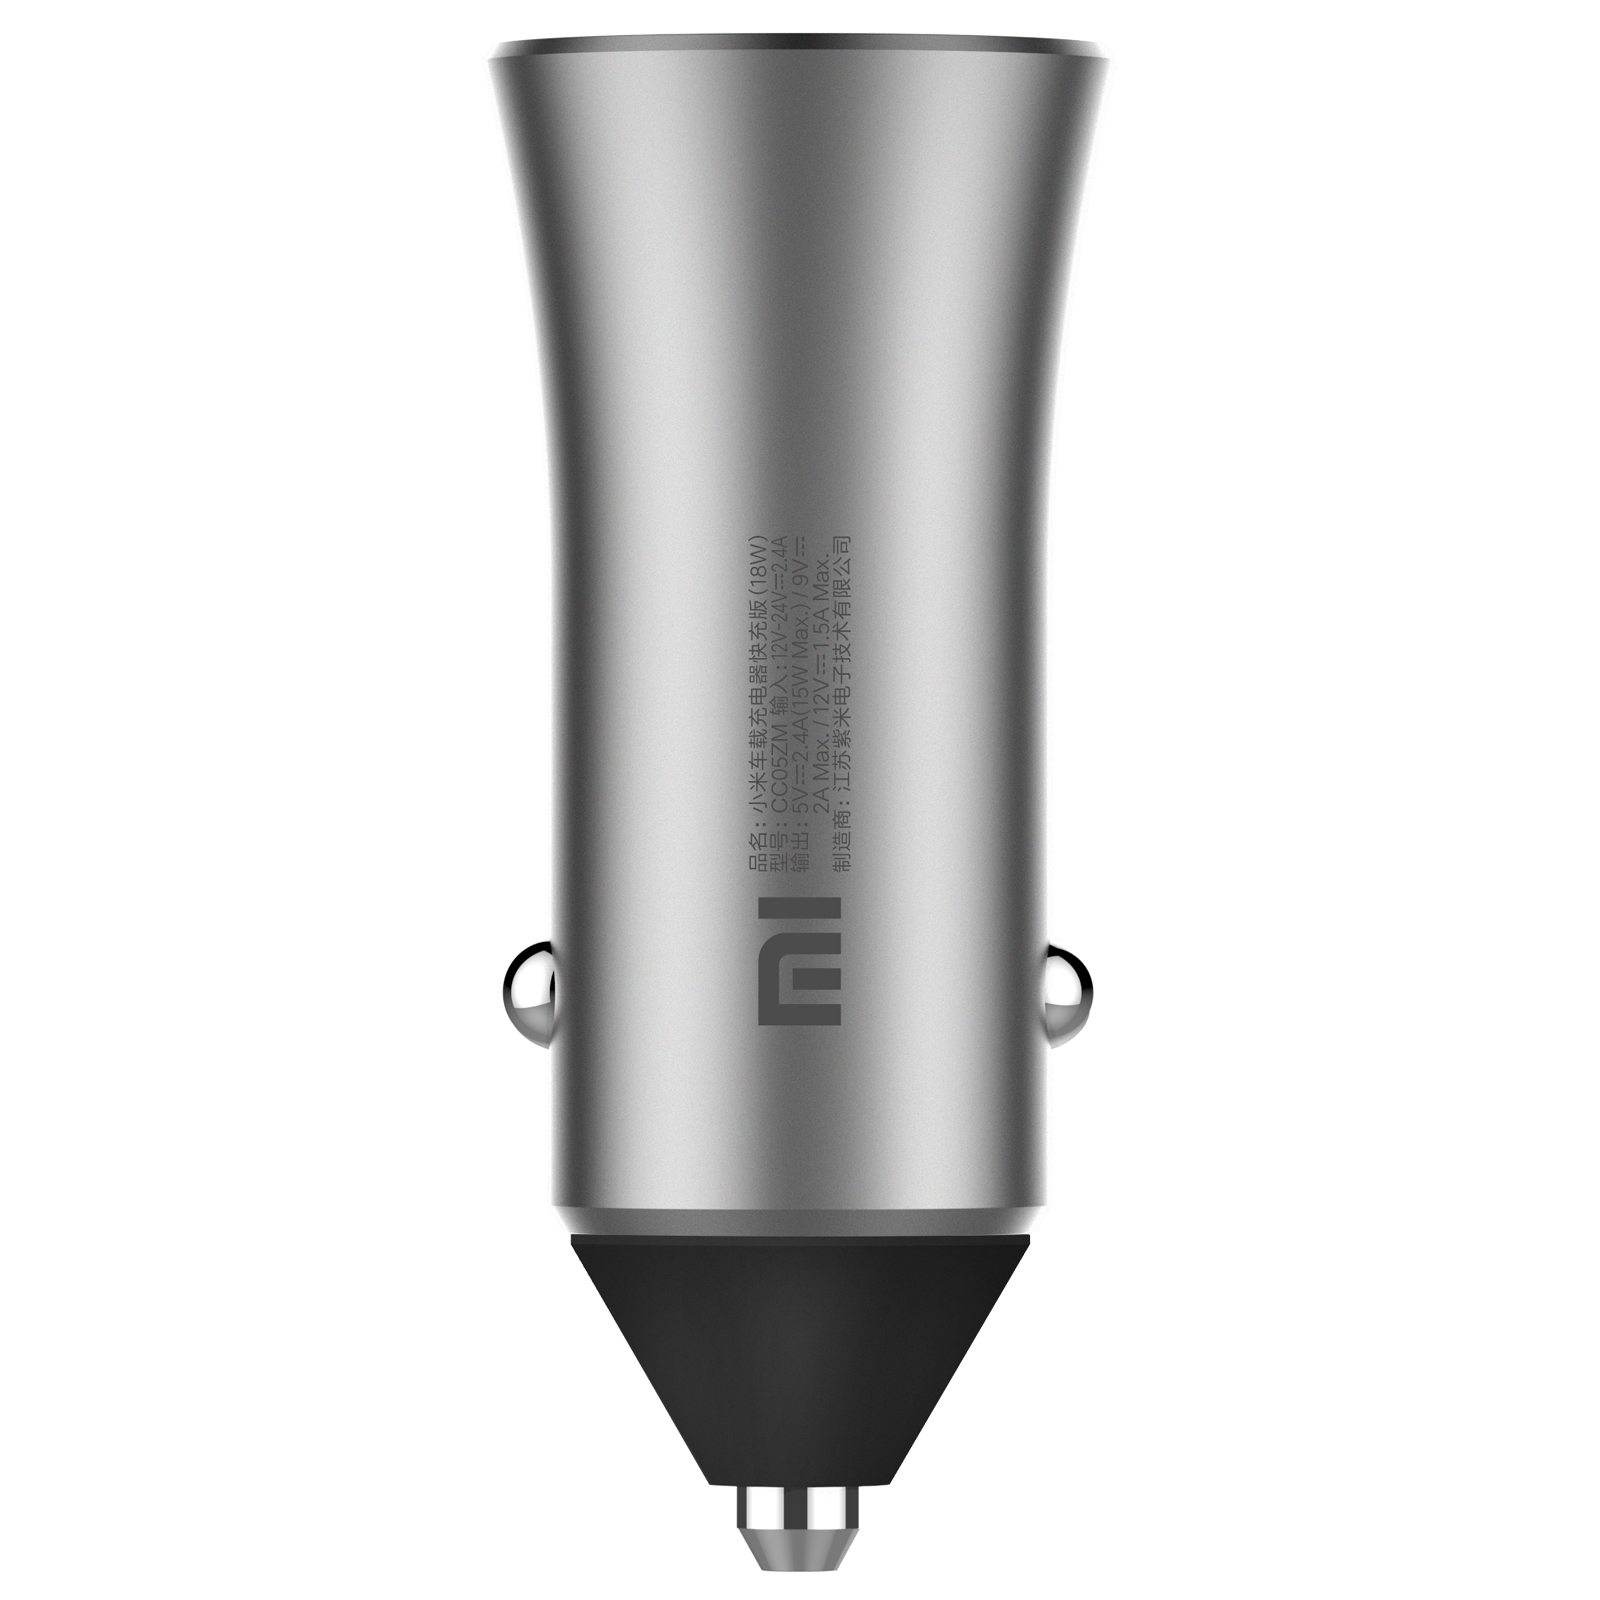 品名：小米车载充电器快充版(18W)
型号：CC05ZM 输入：12V-24V⎓2.4A
输出：5V⎓2.4A(15W Max.) / 9V⎓
2A Max. / 12V⎓1.5A Max.
制造商：江苏紫米电子技术有限公司
mi